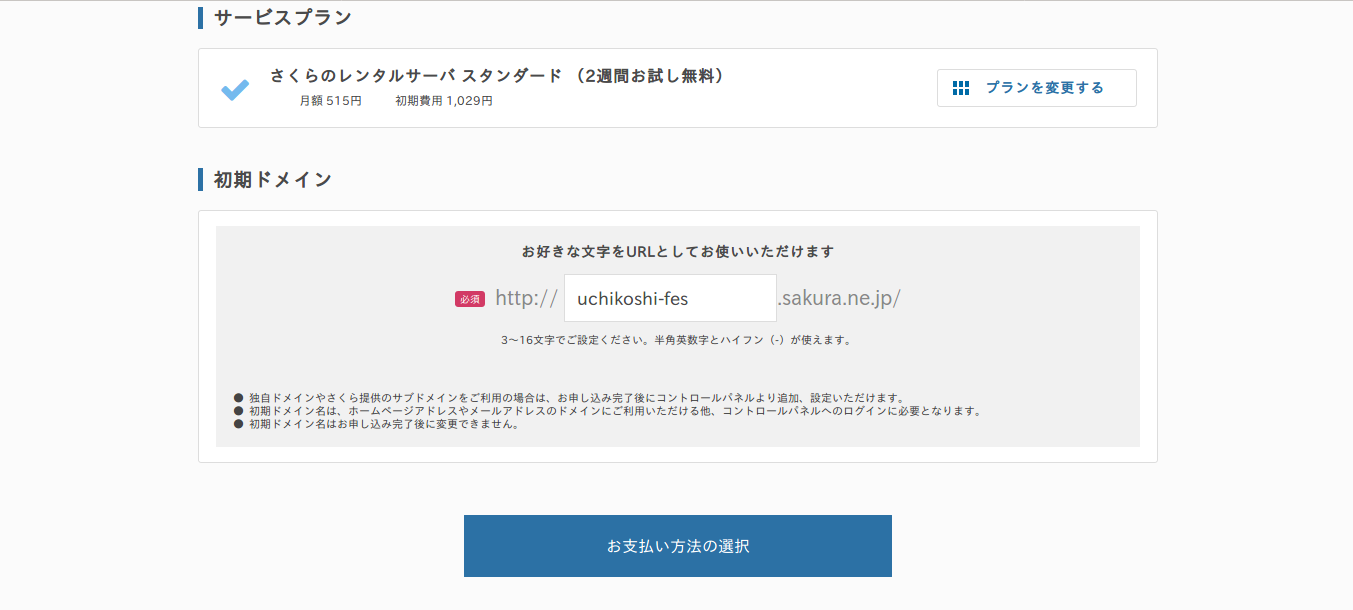 サービスプラン
さくらのレンタルサーバ スタンダード （2週間お試し無料）
月額 515円 初期費用 1,029円
プランを変更する
初期ドメイン
お好きな文字をURLとしてお使いいただけます
必須 http:// uchikoshi-fes .sakura.ne.jp/
3〜16文字でご設定ください。半角英数字とハイフン（-）が使えます。
● 独自ドメインやさくら提供のサブドメインをご利用の場合は、お申し込み完了後にコントロールパネルより追加、設定いただけます。
● 初期ドメイン名は、ホームページアドレスやメールアドレスのドメインにご利用いただける他、コントロールパネルへのログインに必要となります。
● 初期ドメイン名はお申し込み完了後に変更できません。
お支払い方法の選択